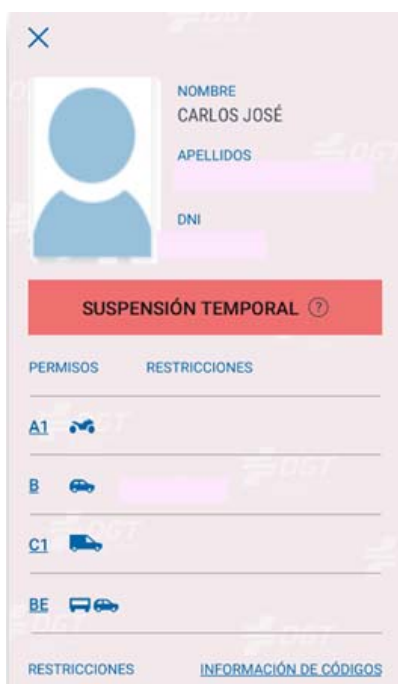 NOMBRE
CARLOS JOSÉ
APELLIDOS
DNI
SUSPENSIÓN TEMPORAL ?
PERMISOS RESTRICCIONES
A1
B
C1
BE
RESTRICCIONES INFORMACIÓN DE CÓDIGOS